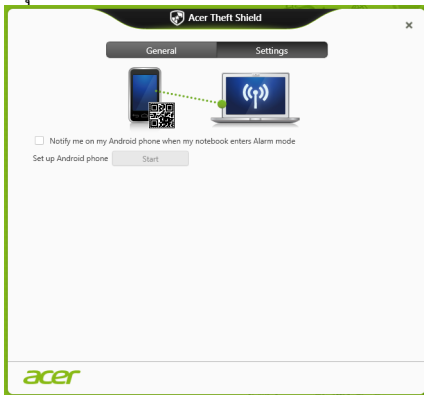 Acer Theft Shield
General Settings
Notify me on my Android phone when my notebook enters Alarm mode
Set up Android phone Start
acer